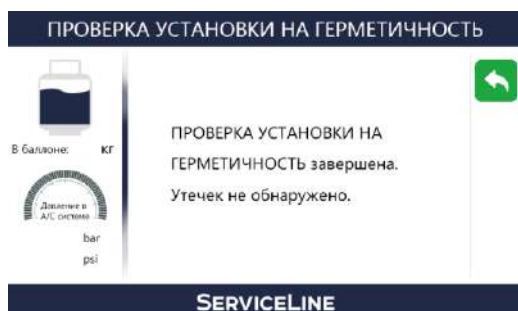 ПРОВЕРКА УСТАНОВКИ НА ГЕРМЕТИЧНОСТЬ
В баллоне: кг
Давление в
A/C системе
bar
psi
ПРОВЕРКА УСТАНОВКИ НА
ГЕРМЕТИЧНОСТЬ завершена.
Утечек не обнаружено.
SERVICELINE